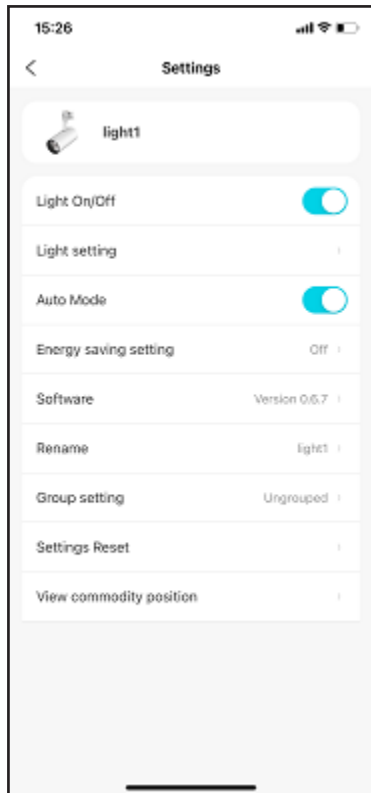 15:26
Settings
light1
Light On/Off
Light setting
Auto Mode
Energy saving setting Off
Software Version 0.6.7
Rename light1
Group setting Ungrouped
Settings Reset
View commodity position